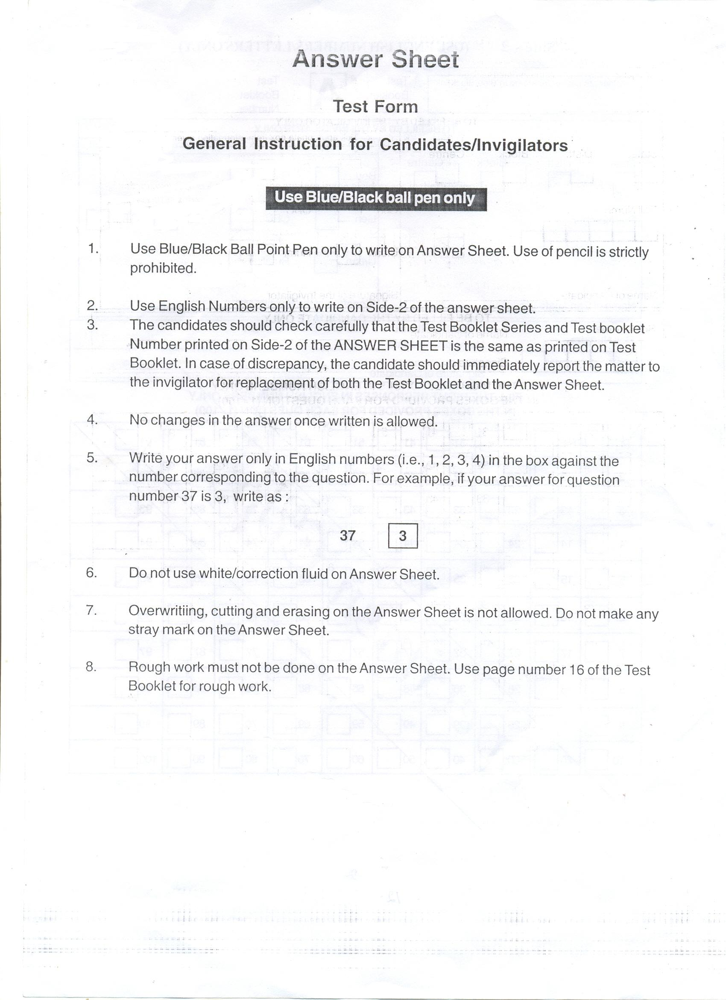 Answer Sheet
Test Form
General Instruction for Candidates/Invigilators
Use Blue/Black ball pen only
1. Use Blue/Black Ball Point Pen only to write on Answer Sheet. Use of pencil is strictly
prohibited.
2. Use English Numbers only to write on Side-2 of the answer sheet.
3. The candidates should check carefully that the Test Booklet Series and Test booklet
Number printed on Side-2 of the ANSWER SHEET is the same as printed on Test
Booklet. In case of discrepancy, the candidate should immediately report the matter to
the invigilator for replacement of both the Test Booklet and the Answer Sheet.
4. No changes in the answer once written is allowed.
5. Write your answer only in English numbers (i.e., 1, 2, 3, 4) in the box against the
number corresponding to the question. For example, if your answer for question
number 37 is 3, write as :
37 3
6. Do not use white/correction fluid on Answer Sheet.
7. Overwritiing, cutting and erasing on the Answer Sheet is not allowed. Do not make any
stray mark on the Answer Sheet.
8. Rough work must not be done on the Answer Sheet. Use page number 16 of the Test
Booklet for rough work.